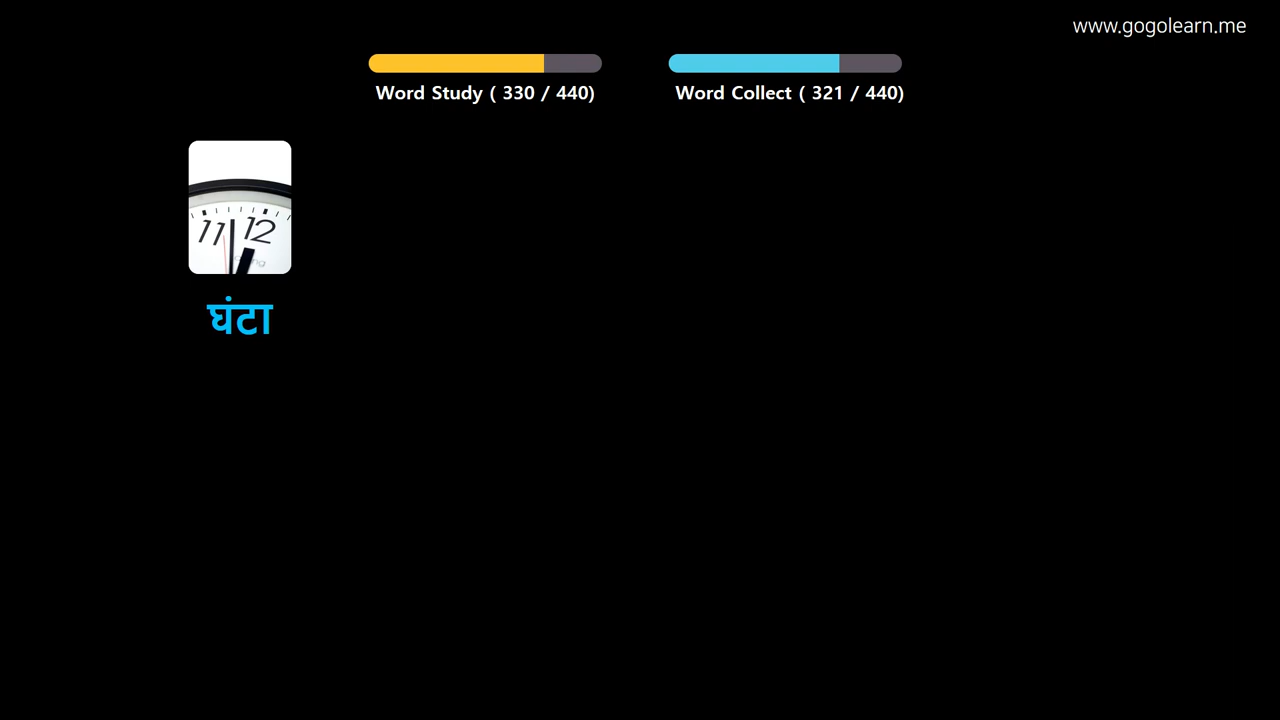 www.gogolearn.me
Word Study ( 330 / 440)
Word Collect ( 321 / 440)
11 12
घंटा